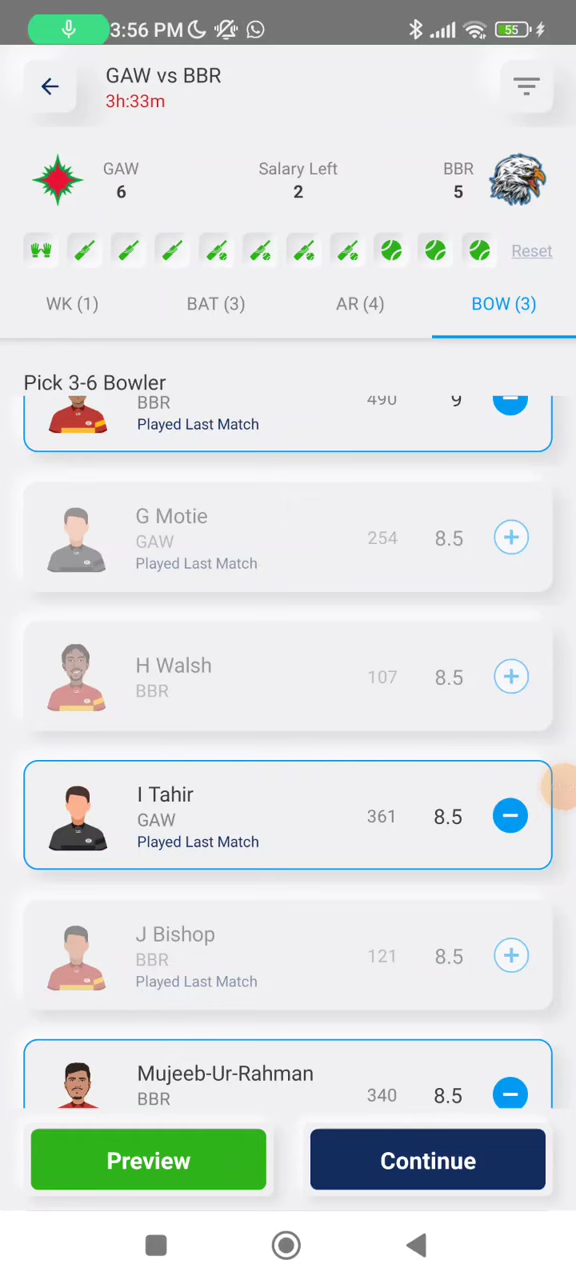 3:56 PM
55
GAW vs BBR
3h:33m
GAW
6
Salary Left
2
BBR
5
Reset
WK (1)
BAT (3)
AR (4)
BOW (3)
Pick 3-6 Bowler
BBR
490
9
Played Last Match
G Motie
GAW
254
8.5
Played Last Match
H Walsh
BBR
107
8.5
I Tahir
GAW
361
8.5
Played Last Match
J Bishop
BBR
121
8.5
Played Last Match
Mujeeb-Ur-Rahman
BBR
340
8.5
Preview
Continue